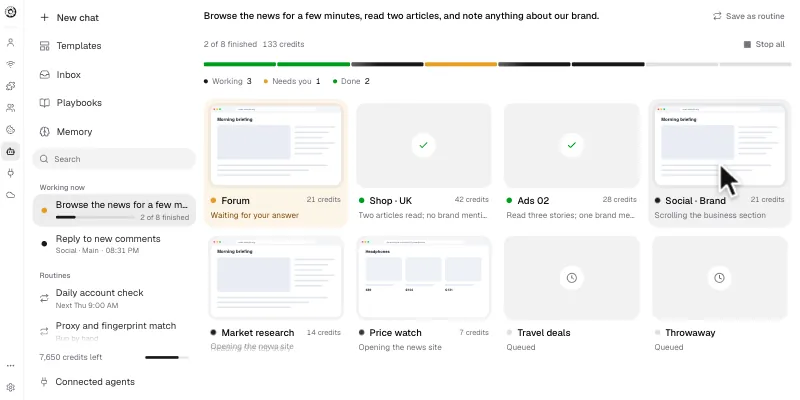 New chat
Templates
Inbox
Playbooks
Memory
Search
Working now
Browse the news for a few m...
2 of 8 finished
Reply to new comments
Social · Main · 08:31 PM
Routines
Daily account check
Next Thu 9:00 AM
Proxy and fingerprint match
Run by hand
7,650 credits left
Connected agents
Browse the news for a few minutes, read two articles, and note anything about our brand.
Save as routine
2 of 8 finished 133 credits
Stop all
Working 3 Needs you 1 Done 2
Morning briefing
Forum 21 credits
Waiting for your answer
Shop · UK 42 credits
Two articles read; no brand menti...
Ads 02 28 credits
Read three stories; one brand me...
Morning briefing
Social · Brand 21 credits
Scrolling the business section
Morning briefing
Market research 14 credits
Opening the news site
Headphones
Price watch 7 credits
Opening the news site
Travel deals
Queued
Throwaway
Queued